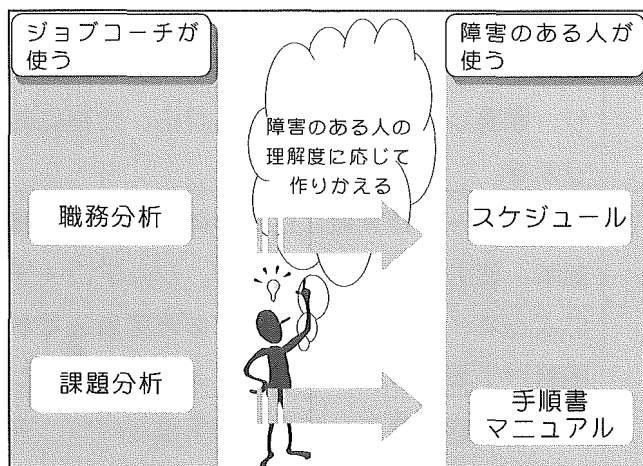 ジョブコーチが
使う
障害のある人が
使う
障害のある人の
理解度に応じて
作りかえる
職務分析
スケジュール
課題分析
手順書
マニュアル